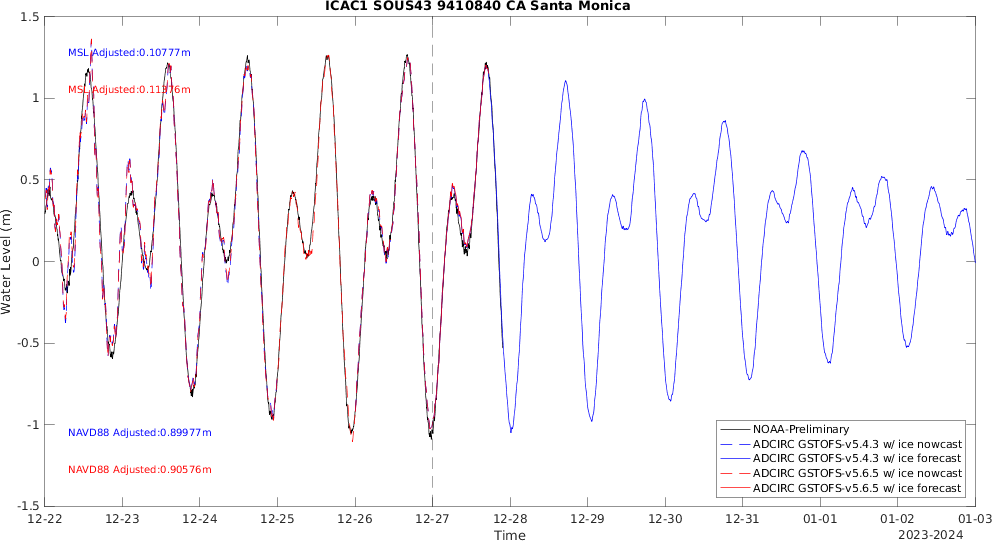 ICAC1 SOUS43 9410840 CA Santa Monica
1.5
1
0.5
0
-0.5
-1
-1.5
Water Level (m)
MSL Adjusted:0.10777m
MSL Adjusted:0.11376m
NAVD88 Adjusted:0.89977m
NAVD88 Adjusted:0.90576m
NOAA-Preliminary
ADCIRC GSTOFS-v5.4.3 w/ ice nowcast
ADCIRC GSTOFS-v5.4.3 w/ ice forecast
ADCIRC GSTOFS-v5.6.5 w/ ice nowcast
ADCIRC GSTOFS-v5.6.5 w/ ice forecast
12-22 12-23 12-24 12-25 12-26 12-27 12-28 12-29 12-30 12-31 01-01 01-02 01-03
Time
2023-2024